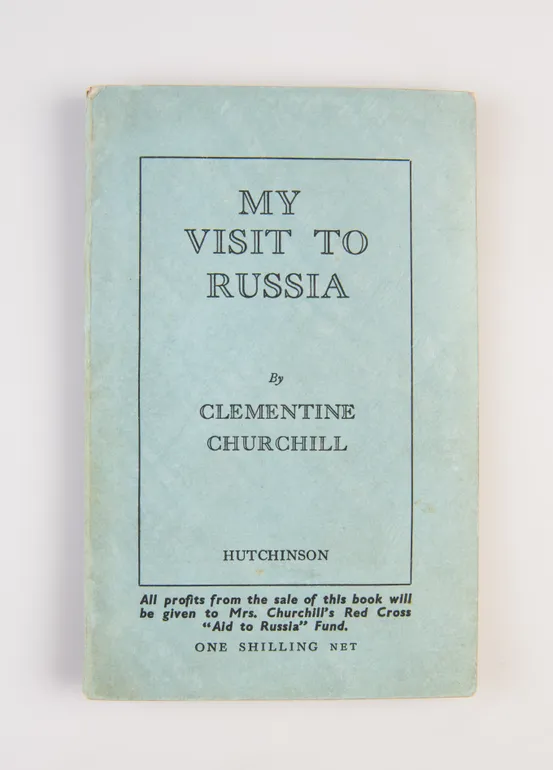 MY
VISIT TO
RUSSIA
By
CLEMENTINE
CHURCHILL
HUTCHINSON
All profits from the sale of this book will
be given to Mrs. Churchill's Red Cross
"Aid to Russia" Fund.
ONE SHILLING NET